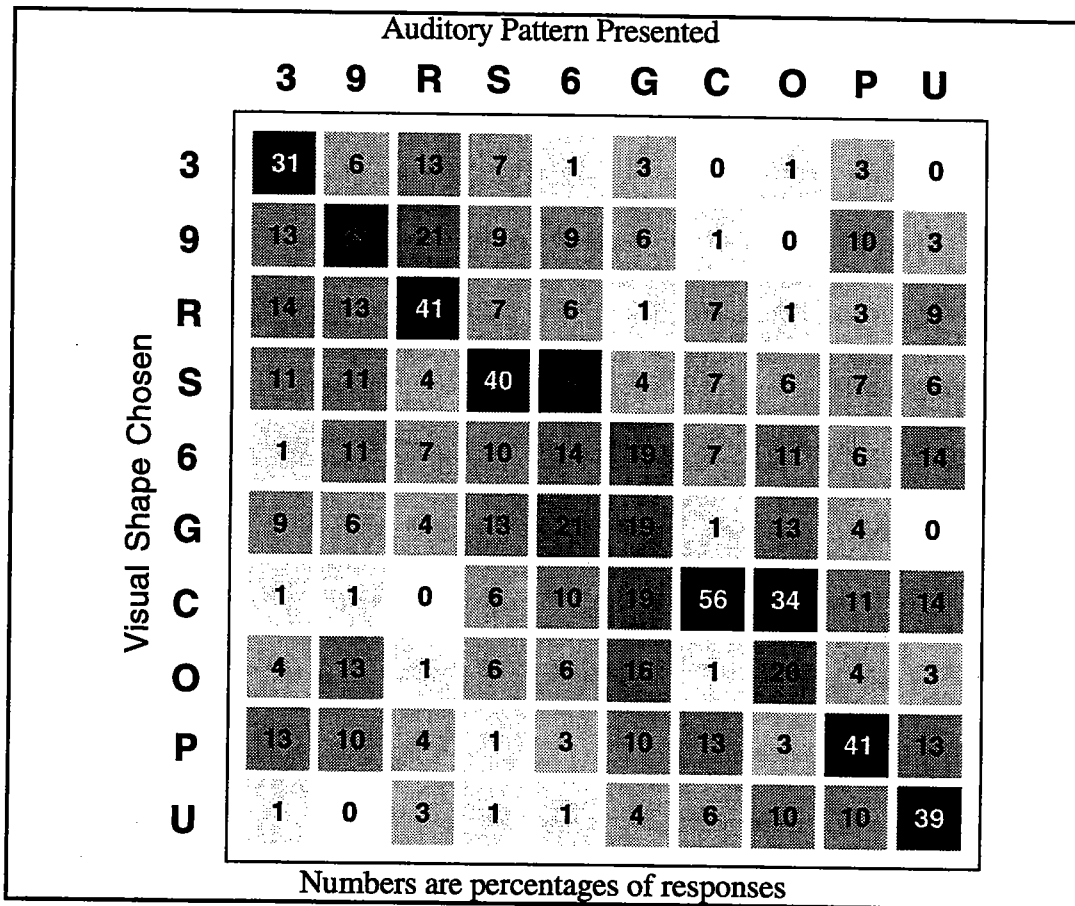 Auditory Pattern Presented
3 9 R S 6 G C O P U
Visual Shape Chosen
3 31 6 13 7 1 3 0 1 3 0
9 13 21 9 9 6 1 0 10 3
R 14 13 41 7 6 1 7 1 3 9
S 11 11 4 40 4 7 6 7 6
6 1 11 7 10 14 19 7 11 6 14
G 9 6 4 13 21 19 1 13 4 0
C 1 1 0 6 10 19 56 34 11 14
O 4 13 1 6 6 16 1 20 4 3
P 13 10 4 1 3 10 13 3 41 13
U 1 0 3 1 1 4 6 10 10 39
Numbers are percentages of responses